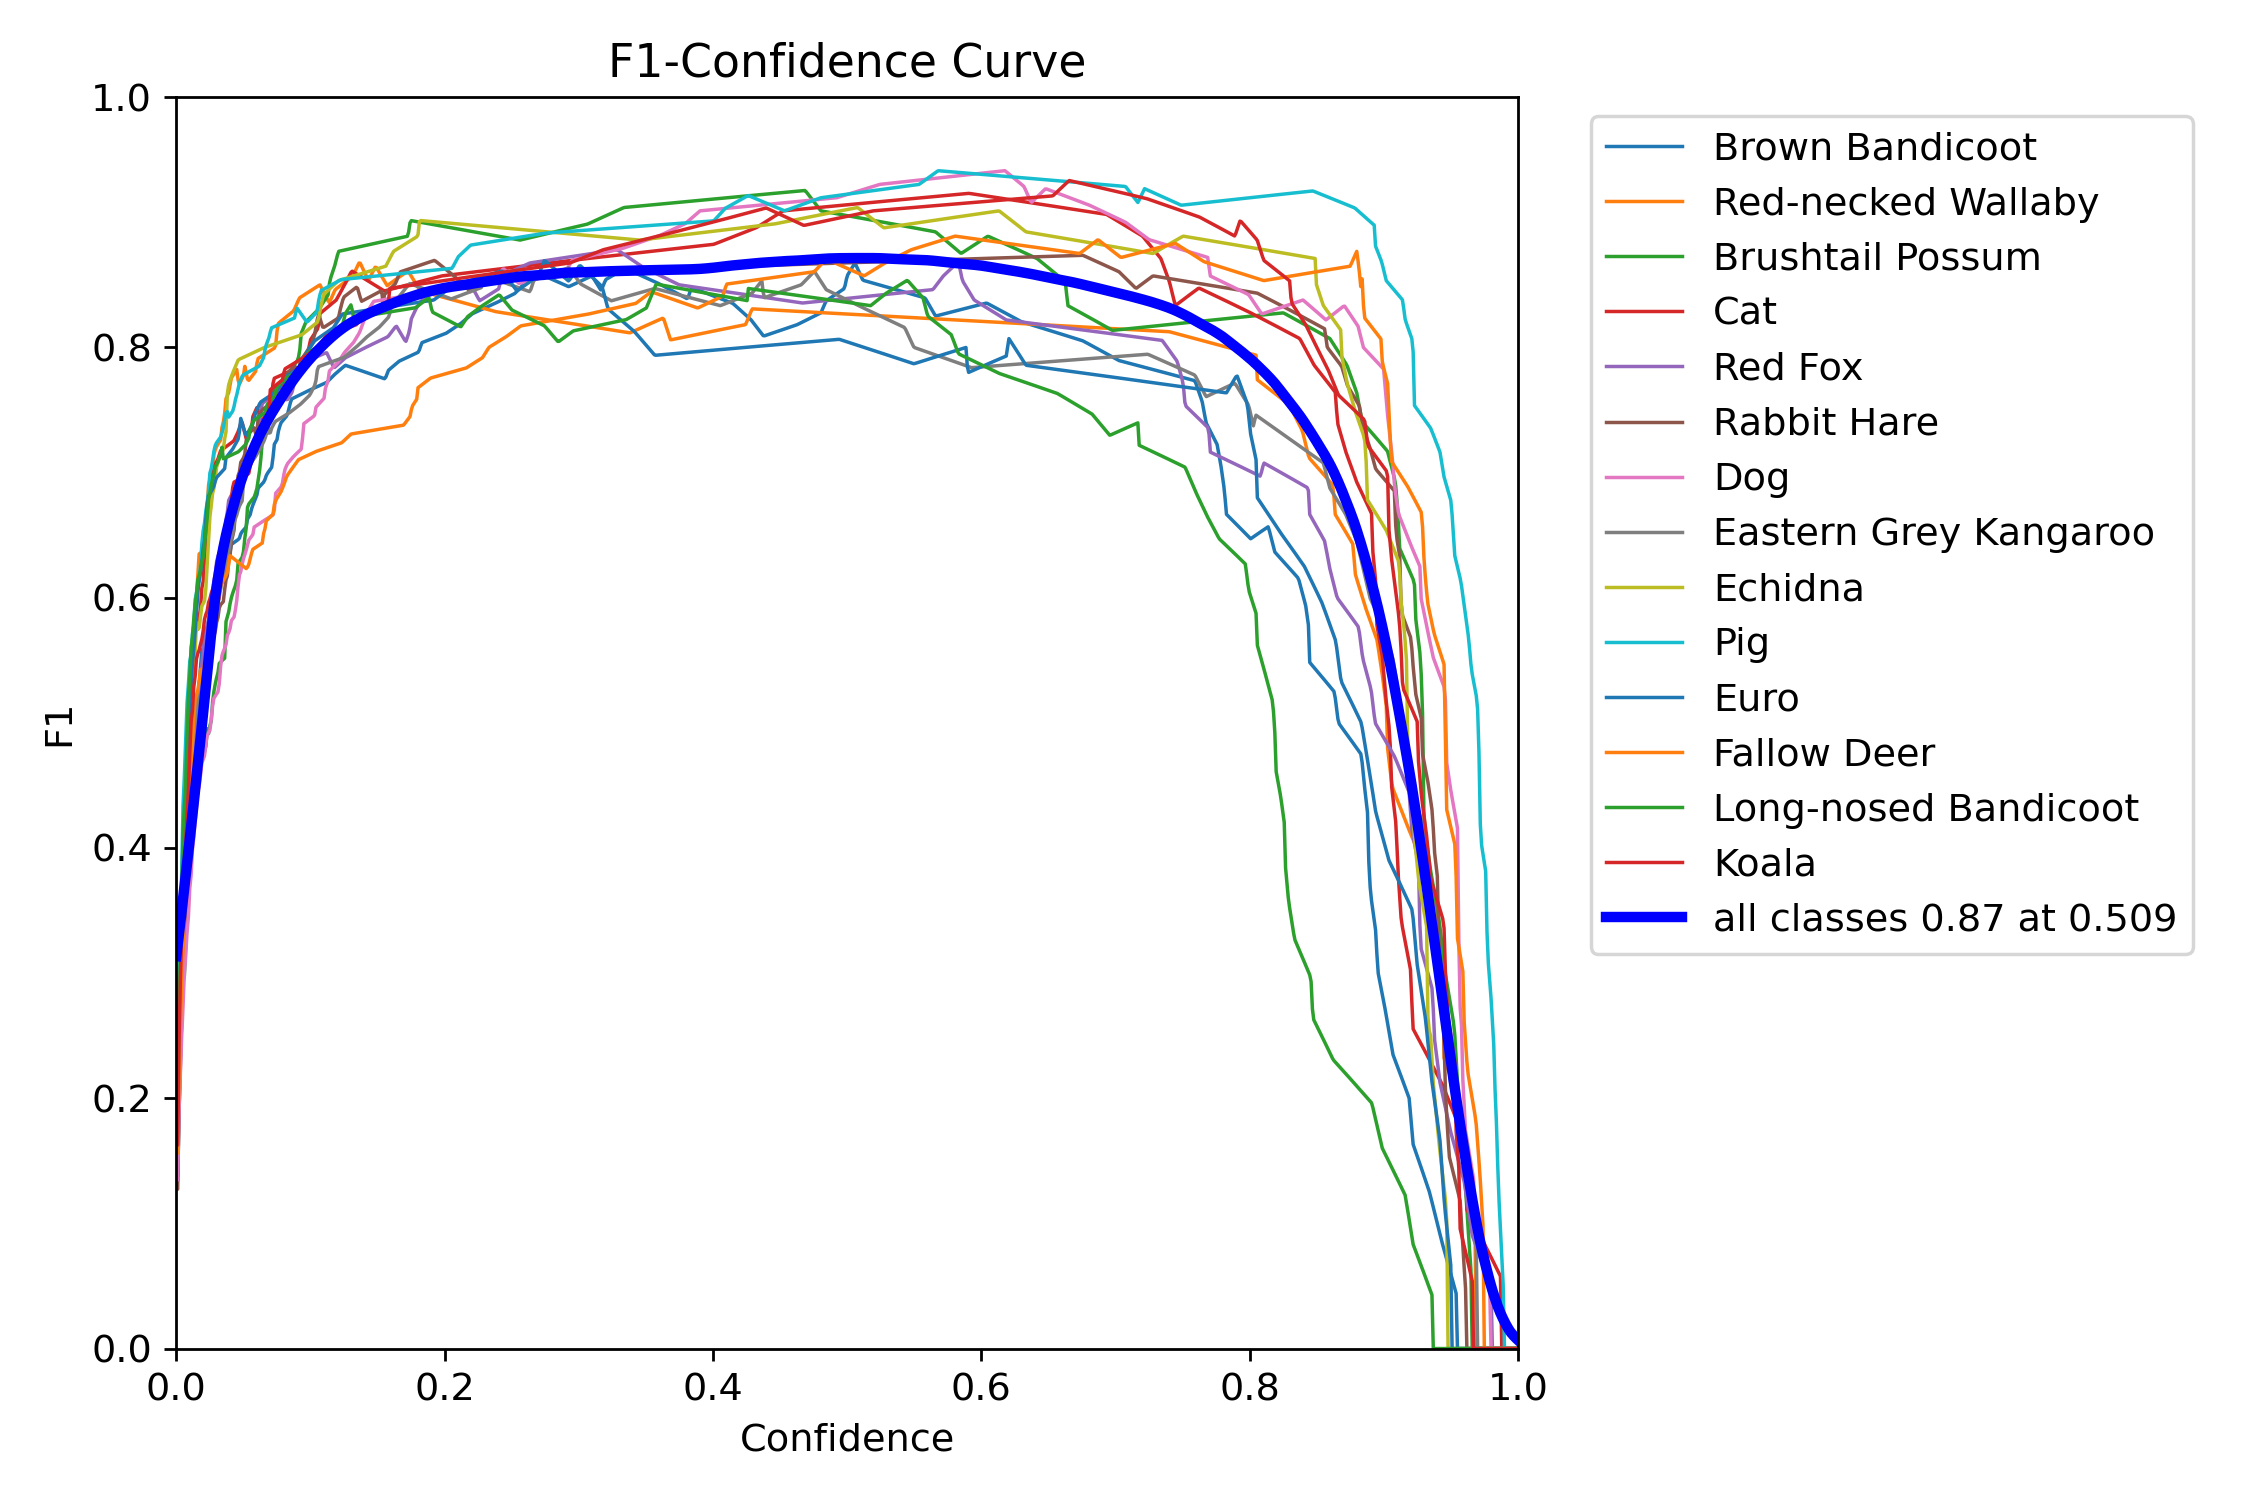 F1-Confidence Curve
1.0
0.8
0.6
0.4
0.2
0.0
F1
0.0 0.2 0.4 0.6 0.8 1.0
Confidence
Brown Bandicoot
Red-necked Wallaby
Brushtail Possum
Cat
Red Fox
Rabbit Hare
Dog
Eastern Grey Kangaroo
Echidna
Pig
Euro
Fallow Deer
Long-nosed Bandicoot
Koala
all classes 0.87 at 0.509